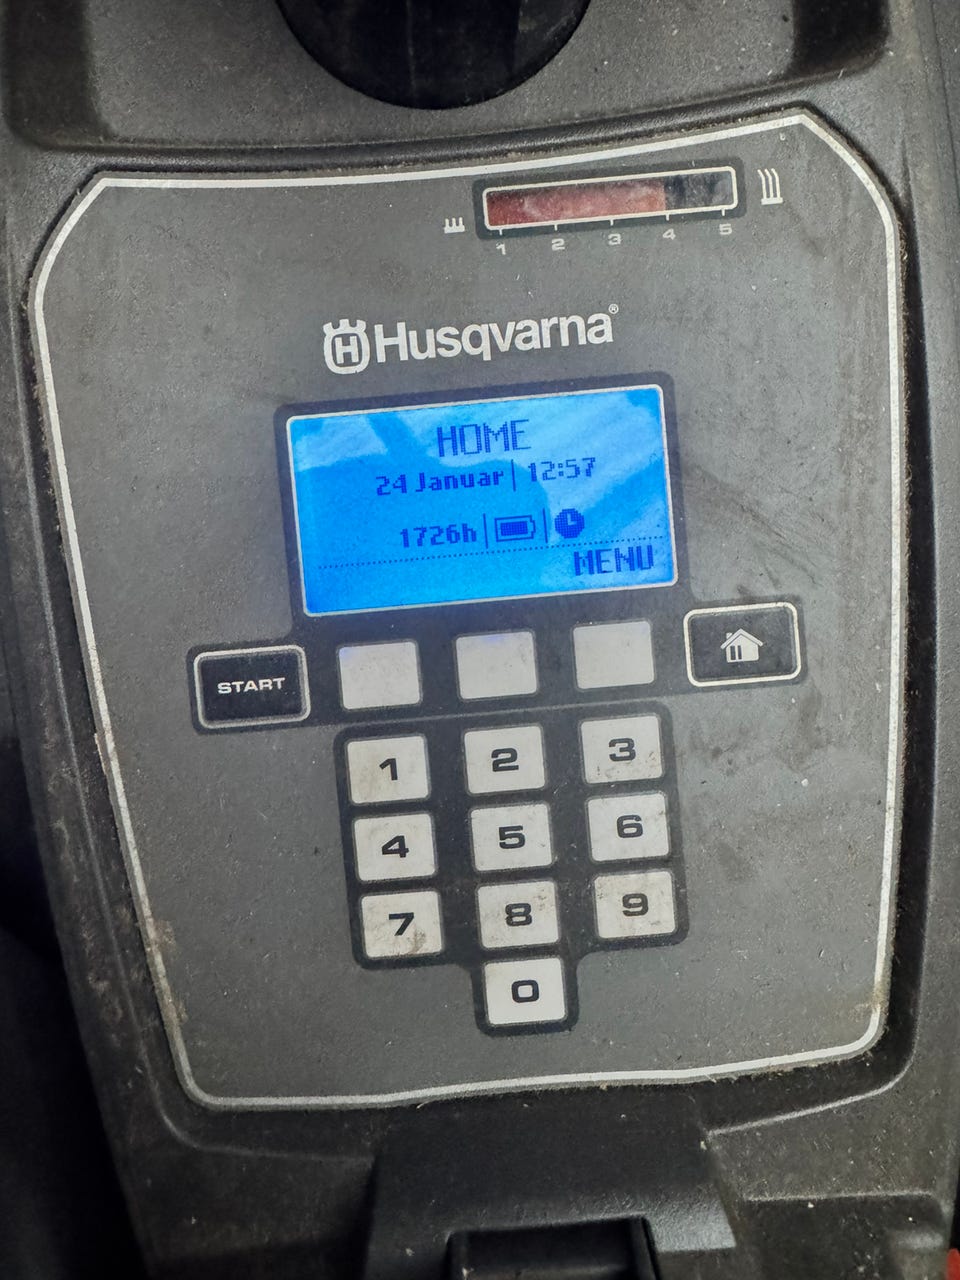 1 2 3 4 5
Husqvarna®
HOME
24 Januar | 12:57
1726h
MENU
START
1 2 3
4 5 6
7 8 9
0